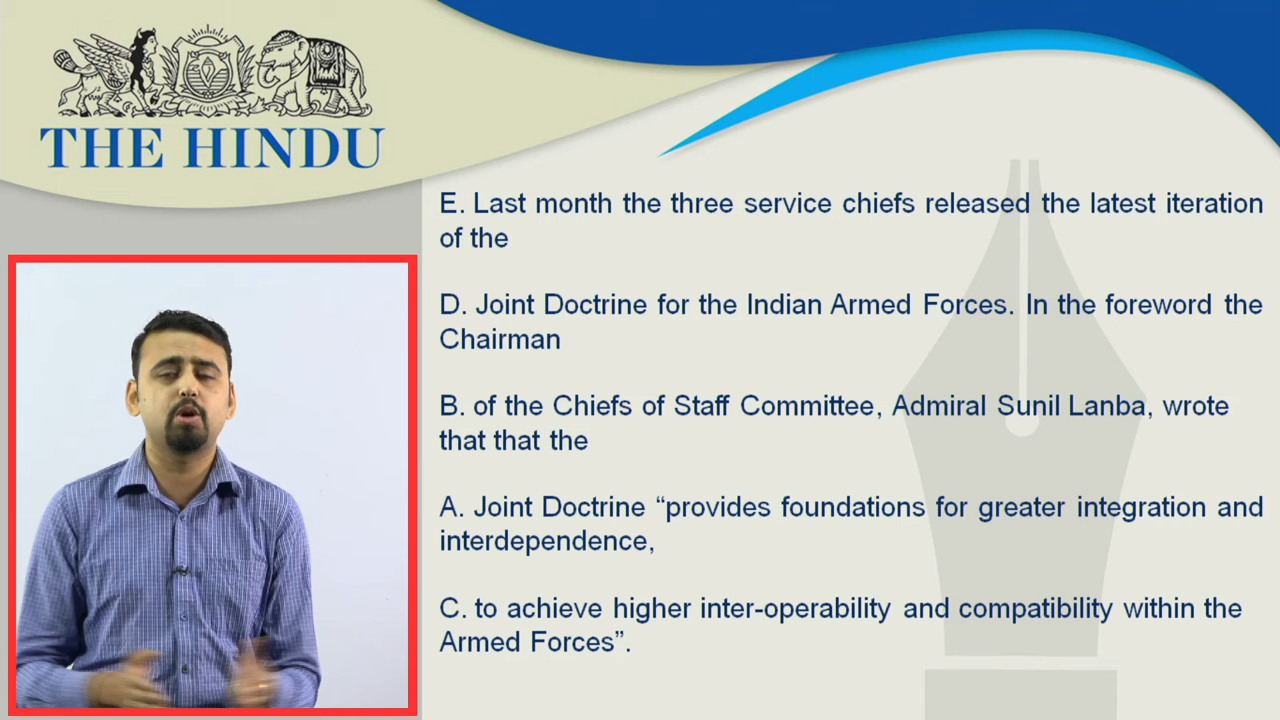 THE HINDU
E. Last month the three service chiefs released the latest iteration
of the
D. Joint Doctrine for the Indian Armed Forces. In the foreword the
Chairman
B. of the Chiefs of Staff Committee, Admiral Sunil Lanba, wrote
that that the
A. Joint Doctrine “provides foundations for greater integration and
interdependence,
C. to achieve higher inter-operability and compatibility within the
Armed Forces”.